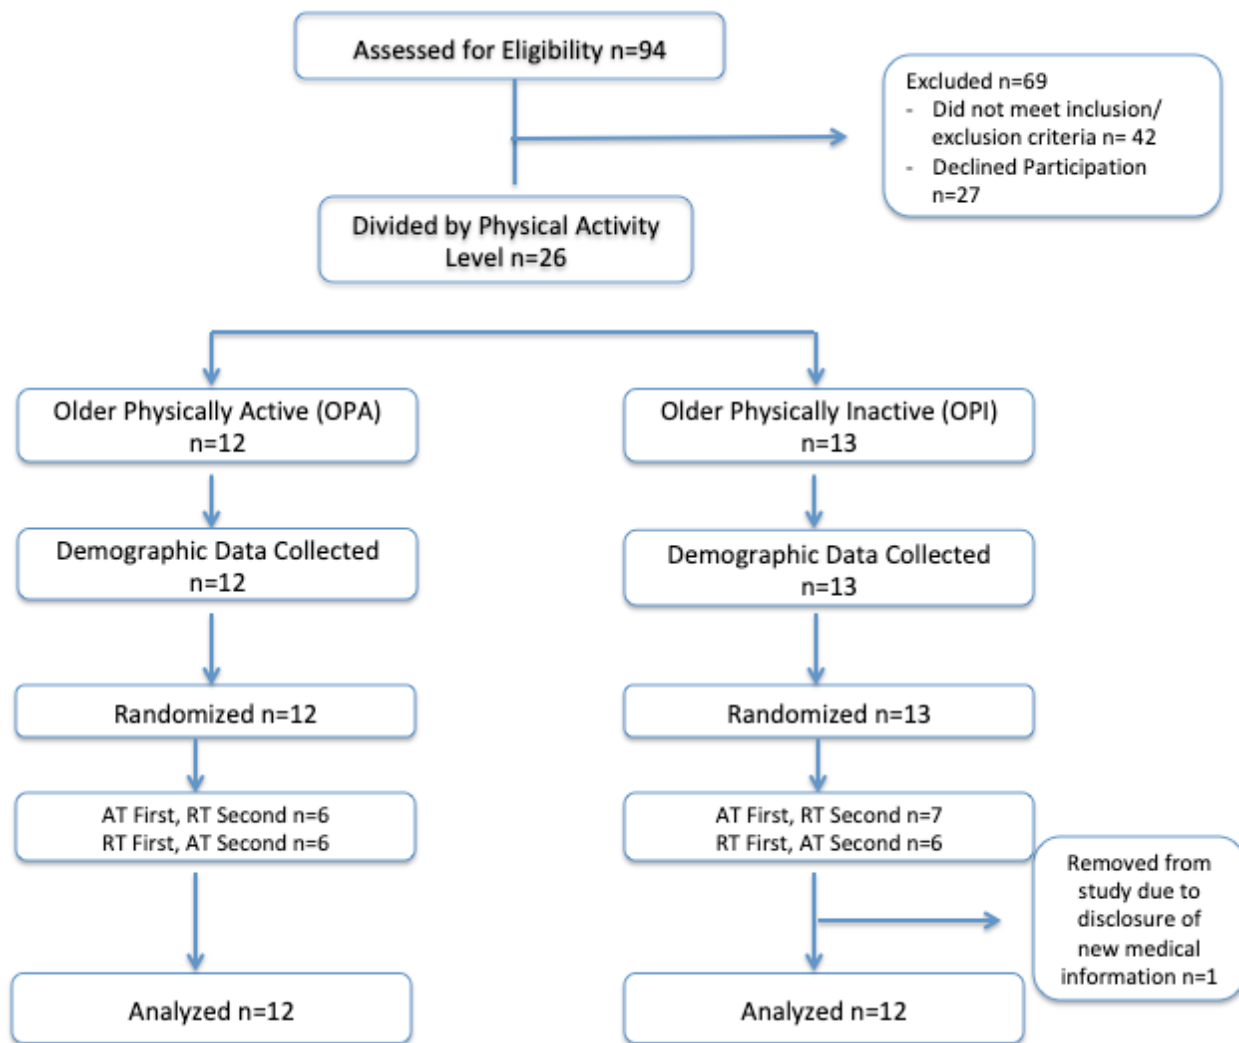 Assessed for Eligibility n=94
Excluded n=69
- Did not meet inclusion/
exclusion criteria n= 42
- Declined Participation
n=27
Divided by Physical Activity
Level n=26
Older Physically Active (OPA)
n=12
Older Physically Inactive (OPI)
n=13
Demographic Data Collected
n=12
Demographic Data Collected
n=13
Randomized n=12
Randomized n=13
AT First, RT Second n=6
RT First, AT Second n=6
AT First, RT Second n=7
RT First, AT Second n=6
Removed from
study due to
disclosure of
new medical
information n=1
Analyzed n=12
Analyzed n=12